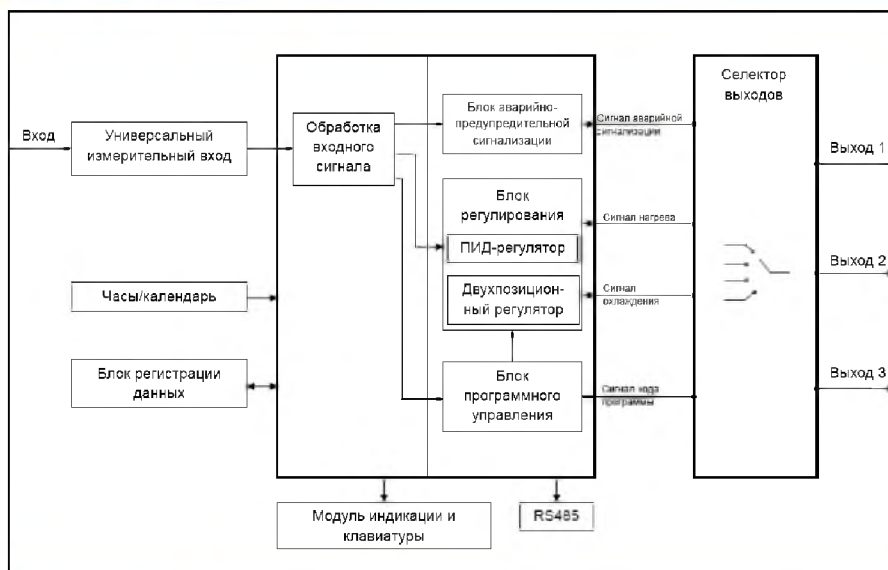 Вход
Универсальный
измерительный вход
Часы/календарь
Блок регистрации
данных
Обработка
входного
сигнала
Блок аварийно-
предупредительной
сигнализации
Блок
регулирования
ПИД-регулятор
Двухпозицион-
ный регулятор
Блок
программного
управления
Сигнал аварийной
сигнализации
Сигнал нагрева
Сигнал
охлаждения
Сигнал хода
программы
Селектор
выходов
Выход 1
Выход 2
Выход 3
Модуль индикации и
клавиатуры
RS485